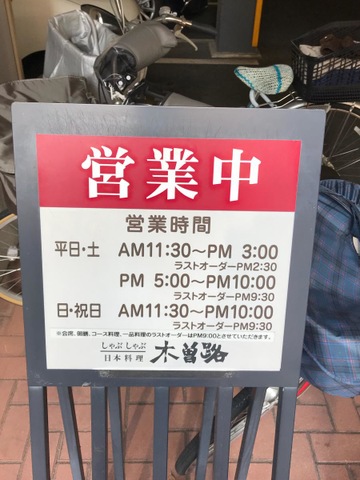 営業中
営業時間
平日・土 AM11:30～PM 3:00
ラストオーダーPM2:30
PM 5:00～PM10:00
ラストオーダーPM9:30
日・祝日 AM11:30～PM10:00
ラストオーダーPM9:30
※会席、御膳、コース料理、一品料理のラストオーダーはPM9:00とさせていただきます。
しゃぶしゃぶ
日本料理 木曽路